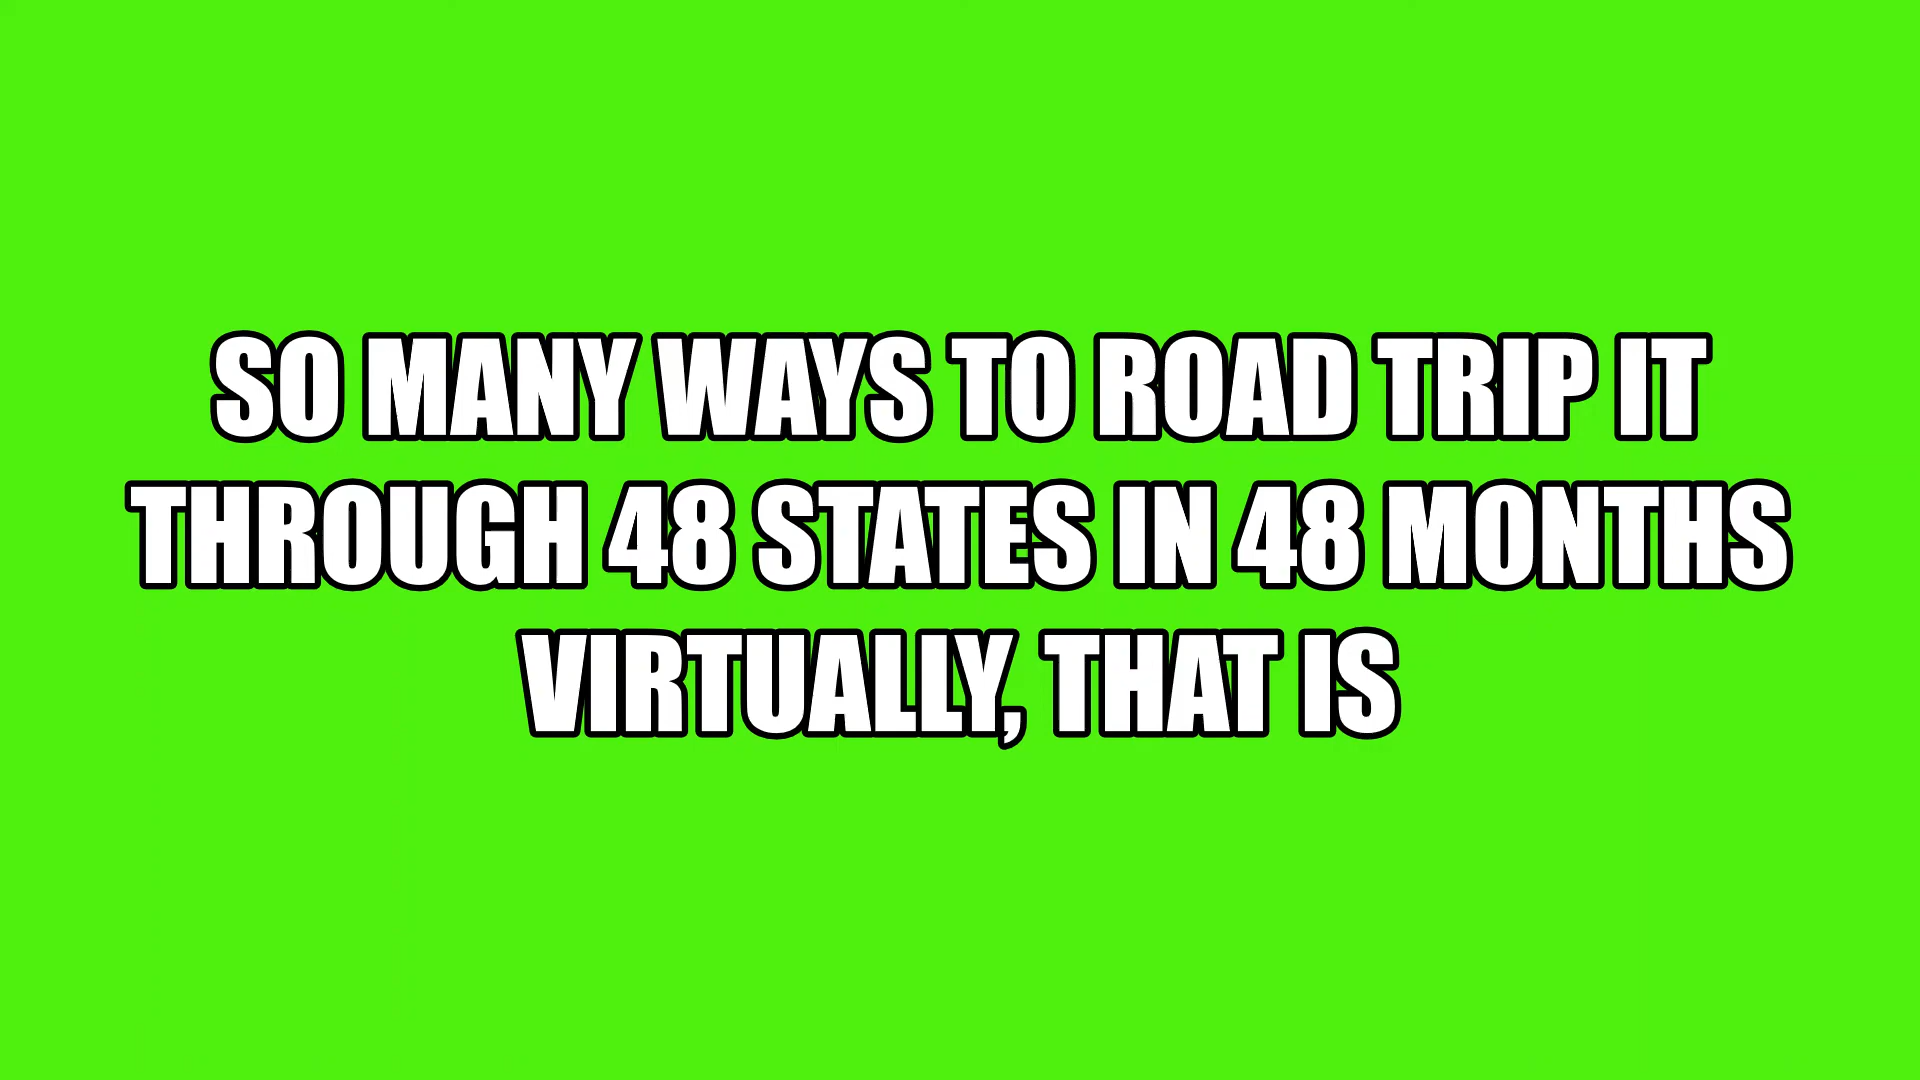 SO MANY WAYS TO ROAD TRIP IT
THROUGH 48 STATES IN 48 MONTHS
VIRTUALLY, THAT IS